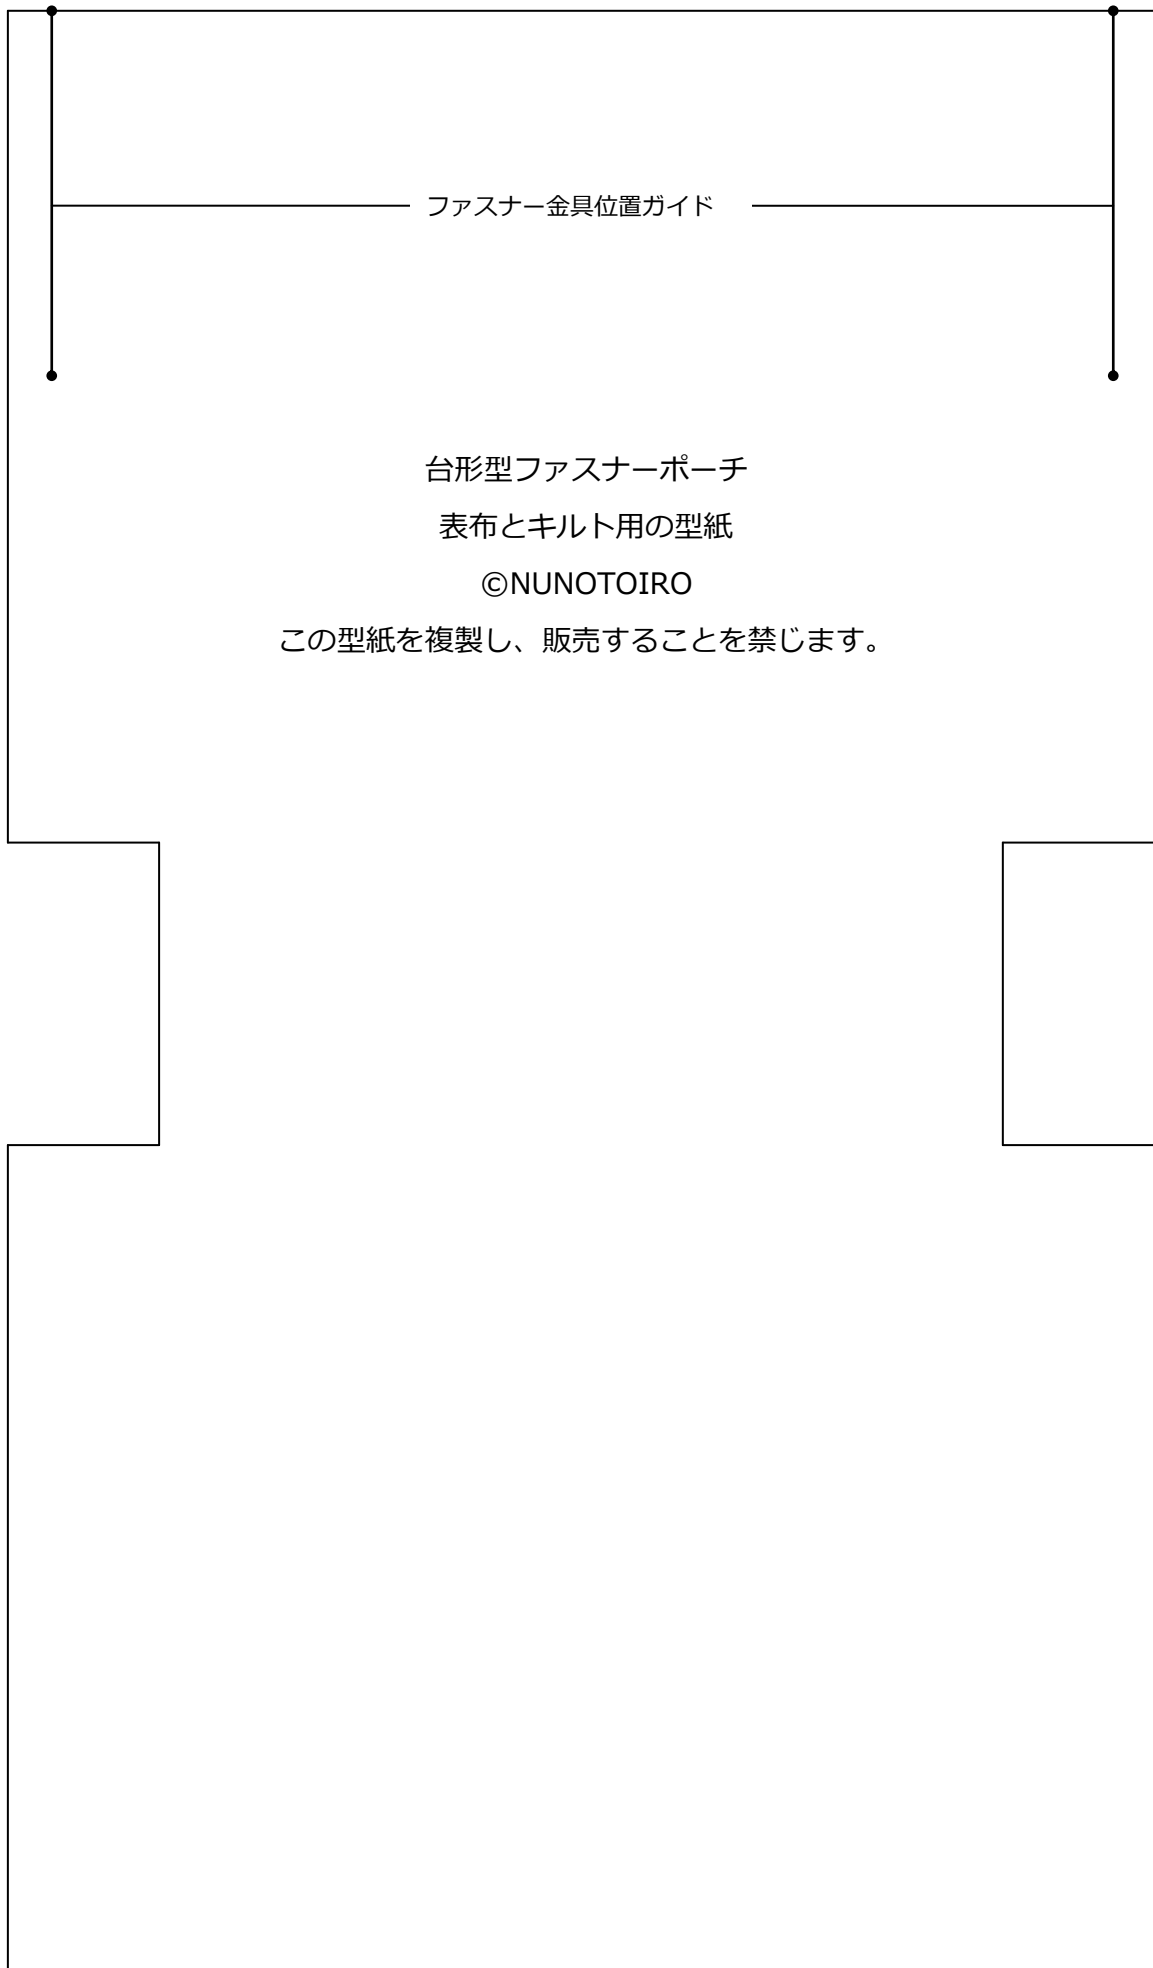 ファスナー金具位置ガイド
台形型ファスナーポーチ
表布とキルト用の型紙
©NUNOTOIRO
この型紙を複製し、販売することを禁じます。